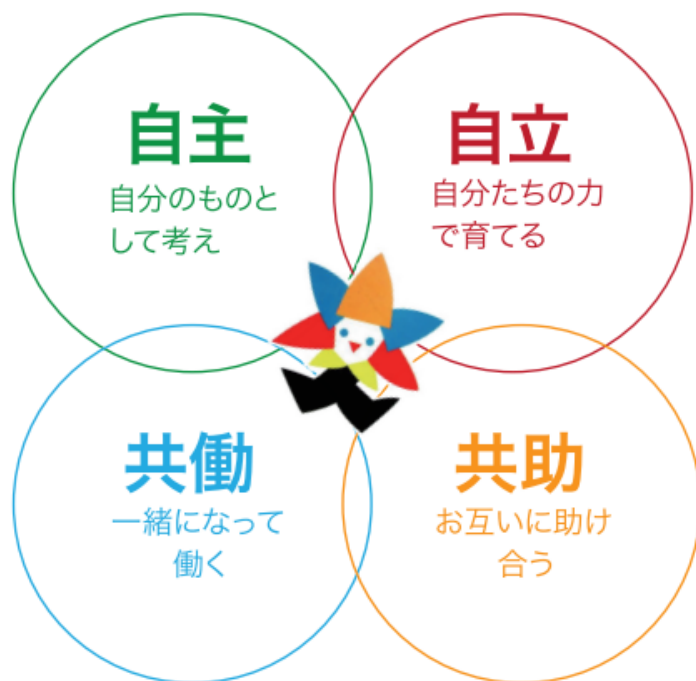 自主
自分のものと
して考え
自立
自分たちの力
で育てる
共働
一緒になって
働く
共助
お互いに助け
合う